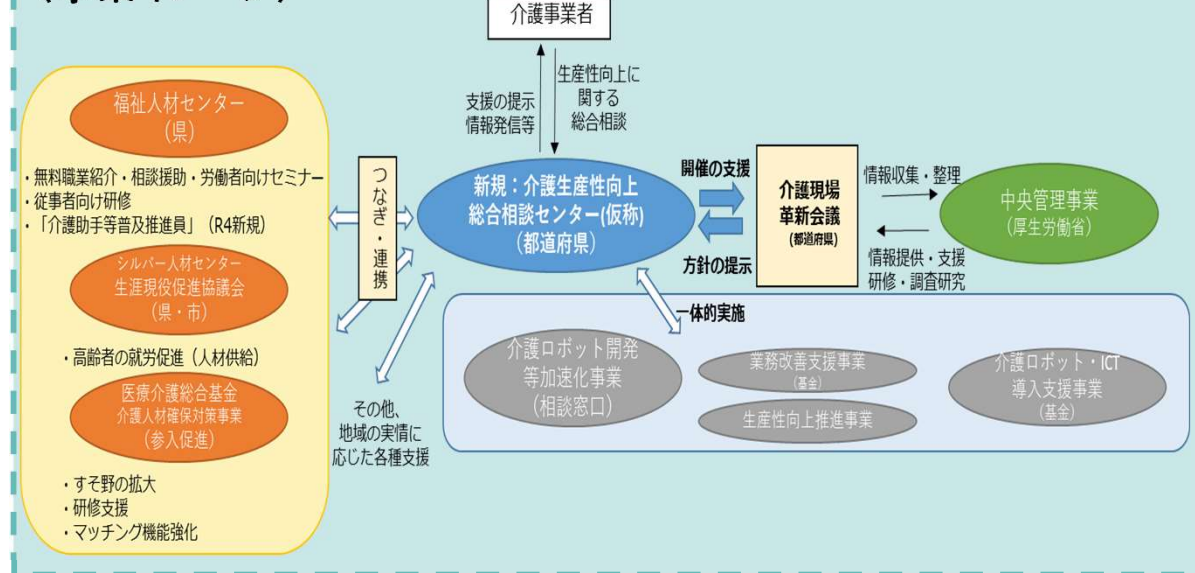 介護事業者
支援の提示
情報発信等
生産性向上に
関する
総合相談
福祉人材センター
(県)
・無料職業紹介・相談援助・労働者向けセミナー
・従事者向け研修
・「介護助手等普及推進員」（R4新規）
シルバー人材センター
生涯現役促進協議会
(県・市)
・高齢者の就労促進（人材供給）
医療介護総合基金
介護人材確保対策事業
(参入促進)
・すそ野の拡大
・研修支援
・マッチング機能強化
つなぎ・連携
その他、
地域の実情に
応じた各種支援
新規：介護生産性向上
総合相談センター(仮称)
(都道府県)
開催の支援
方針の提示
介護現場
革新会議
(都道府県)
情報収集・整理
情報提供・支援
研修・調査研究
中央管理事業
(厚生労働省)
一体的実施
介護ロボット開発
等加速化事業
(相談窓口)
業務改善支援事業
(基金)
生産性向上推進事業
介護ロボット・ICT
導入支援事業
(基金)